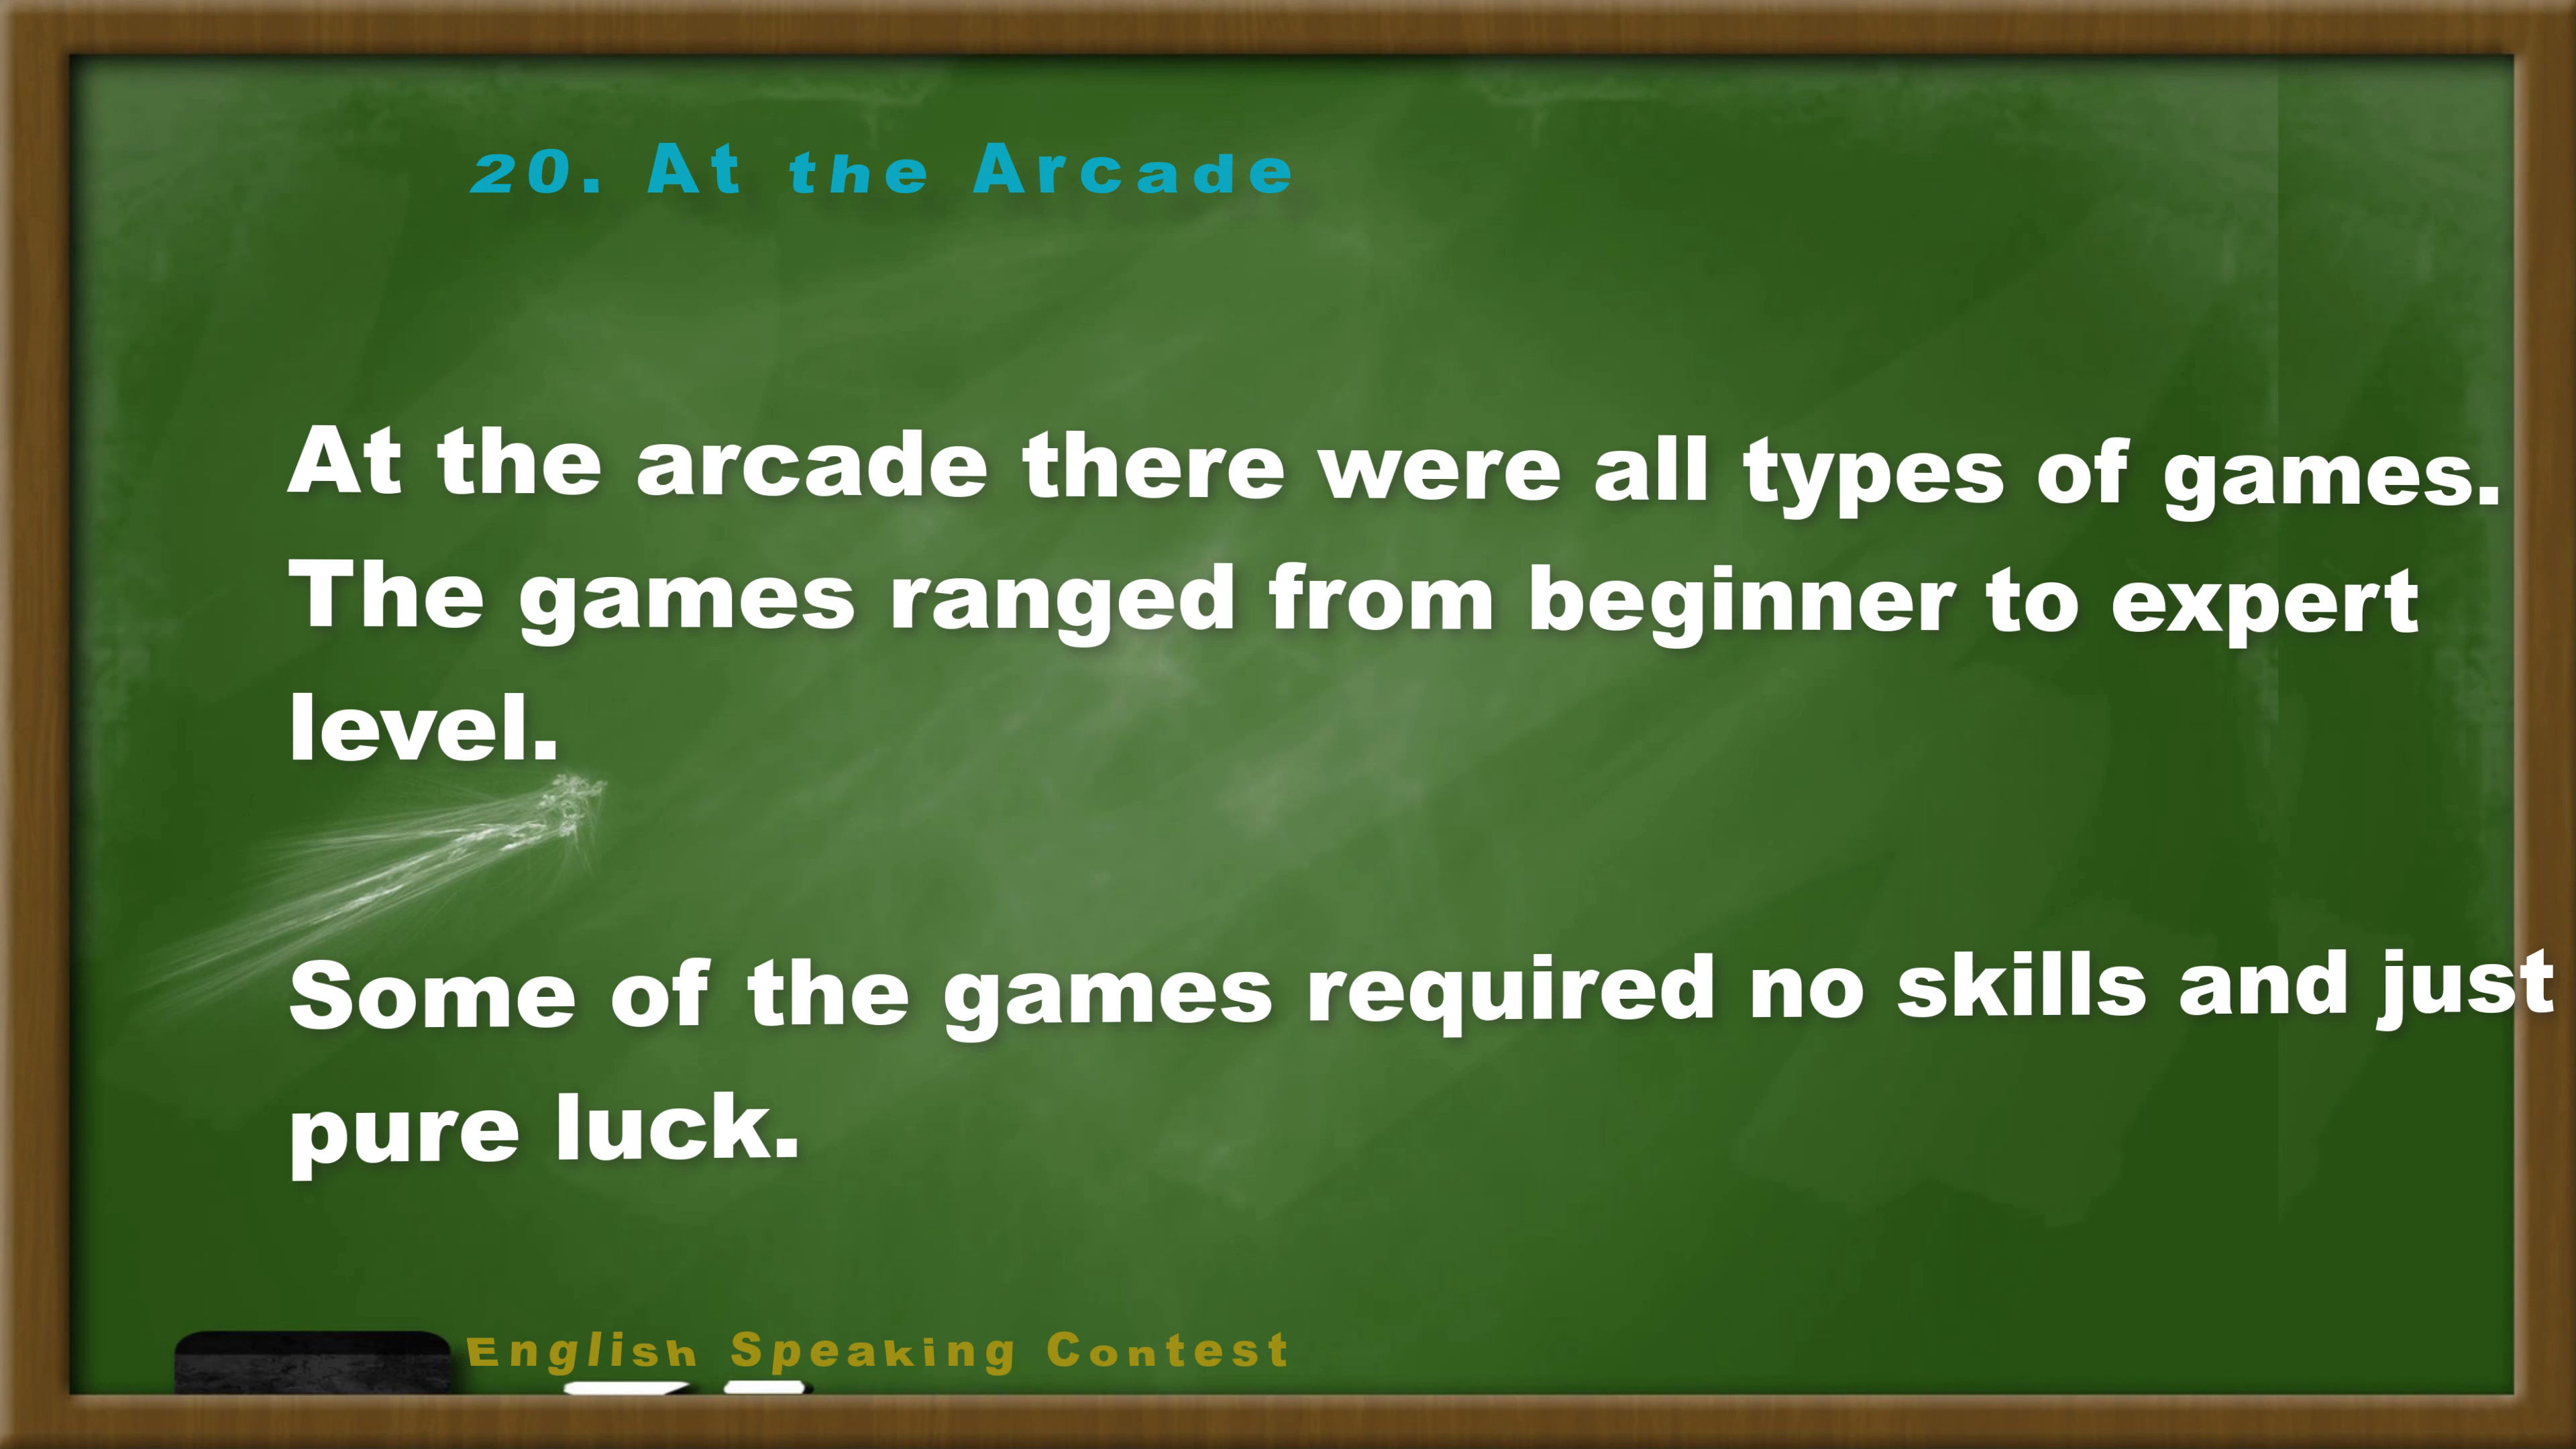 20. At the Arcade
At the arcade there were all types of games.
The games ranged from beginner to expert
level.
Some of the games required no skills and just
pure luck.
English Speaking Contest